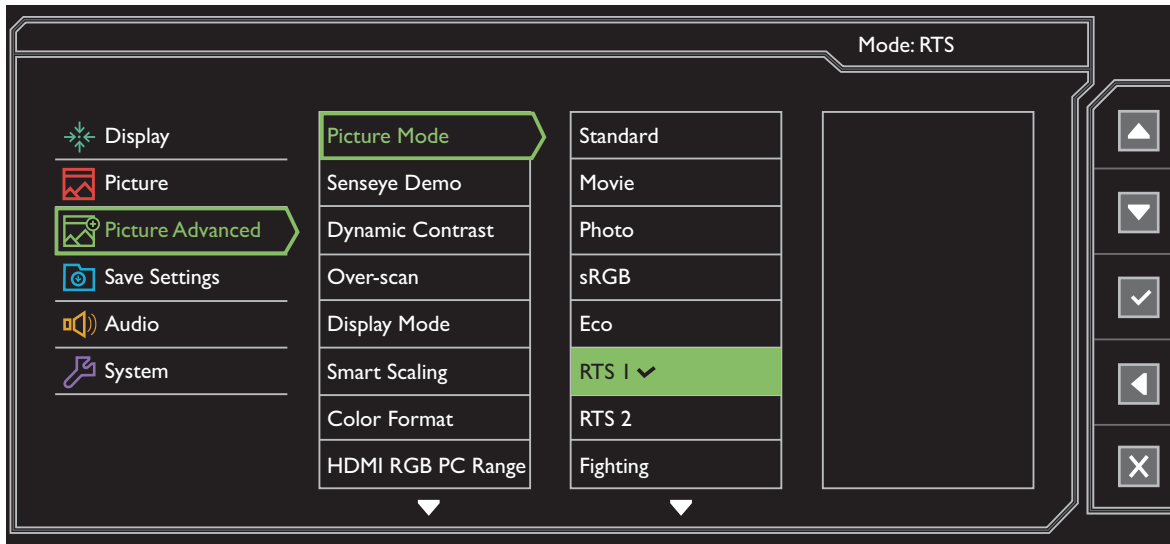 Mode: RTS
Display
Picture
Picture Advanced
Save Settings
Audio
System
Picture Mode
Senseye Demo
Dynamic Contrast
Over-scan
Display Mode
Smart Scaling
Color Format
HDMI RGB PC Range
Standard
Movie
Photo
sRGB
Eco
RTS 1
RTS 2
Fighting